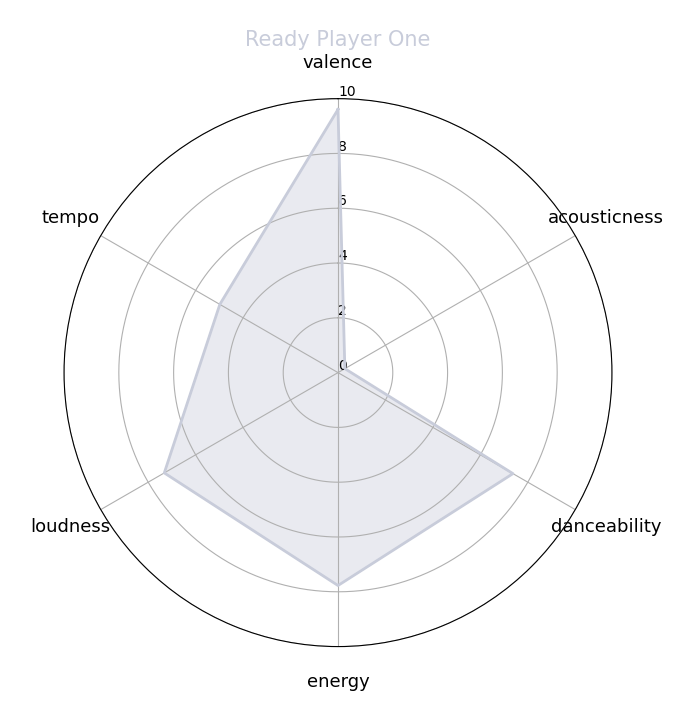 Ready Player One
valence
10
8
6
tempo
acousticness
4
2
0
loudness
danceability
energy